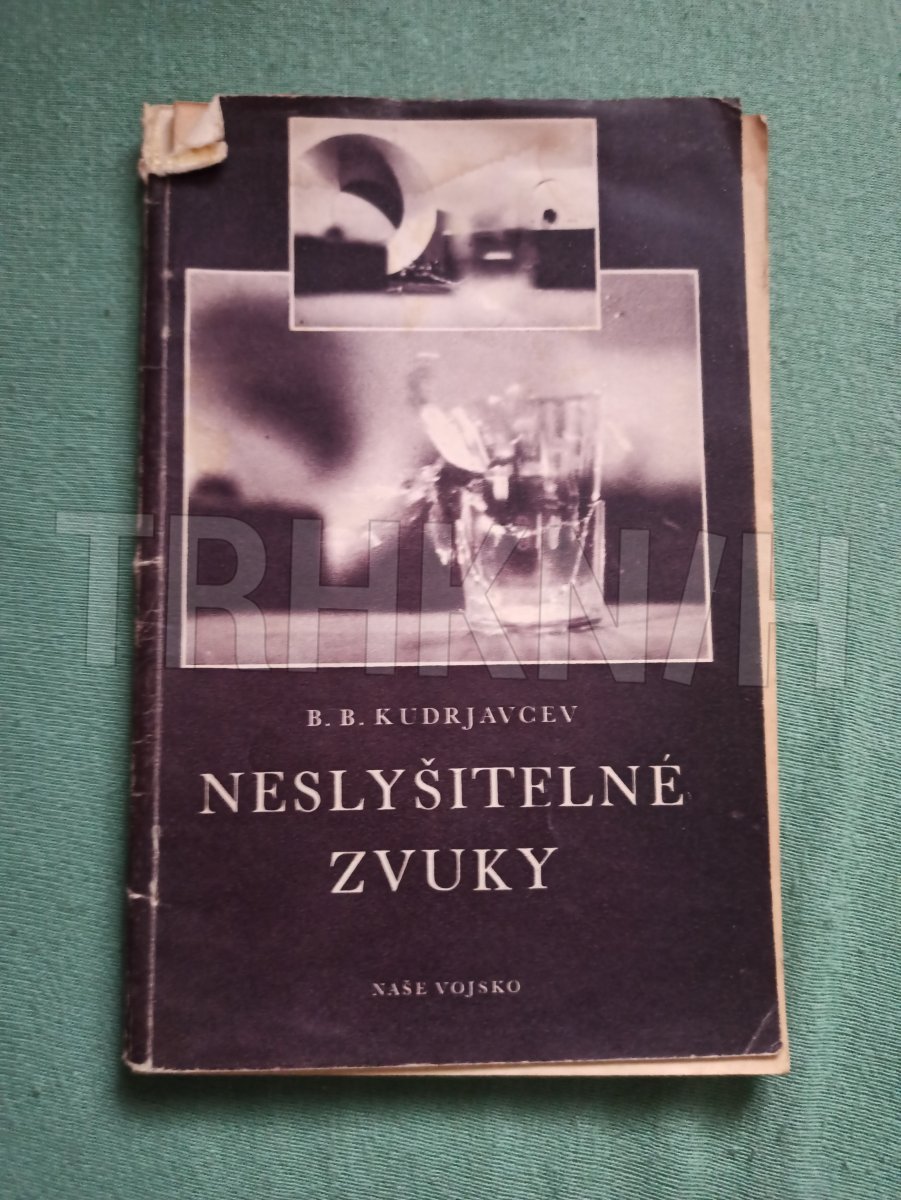 B. B. KUDRJAVCEV
NESLYŠITELNÉ
ZVUKY
NAŠE VOJSKO
TRHKNIH